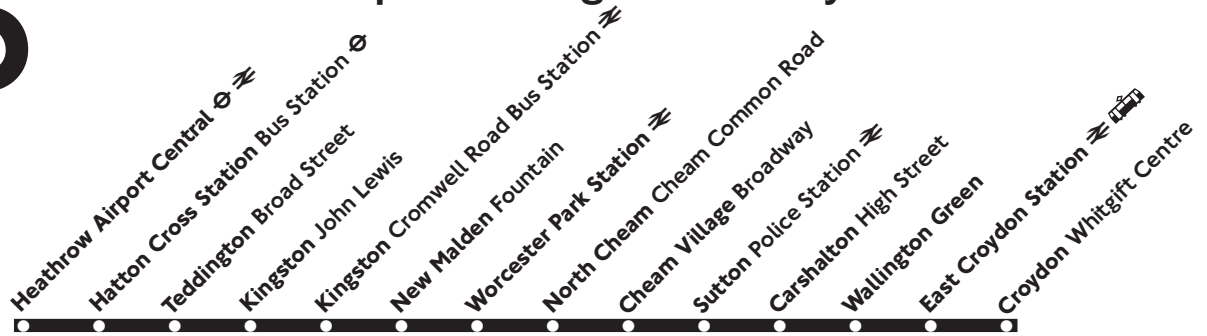 Heathrow Airport Central
Hatton Cross Station Bus Station
Teddington Broad Street
Kingston John Lewis
Kingston Cromwell Road Bus Station
New Malden Fountain
Worcester Park Station
North Cheam Cheam Common Road
Cheam Village Broadway
Sutton Police Station
Carshalton High Street
Wallington Green
East Croydon Station
Croydon Whitgift Centre